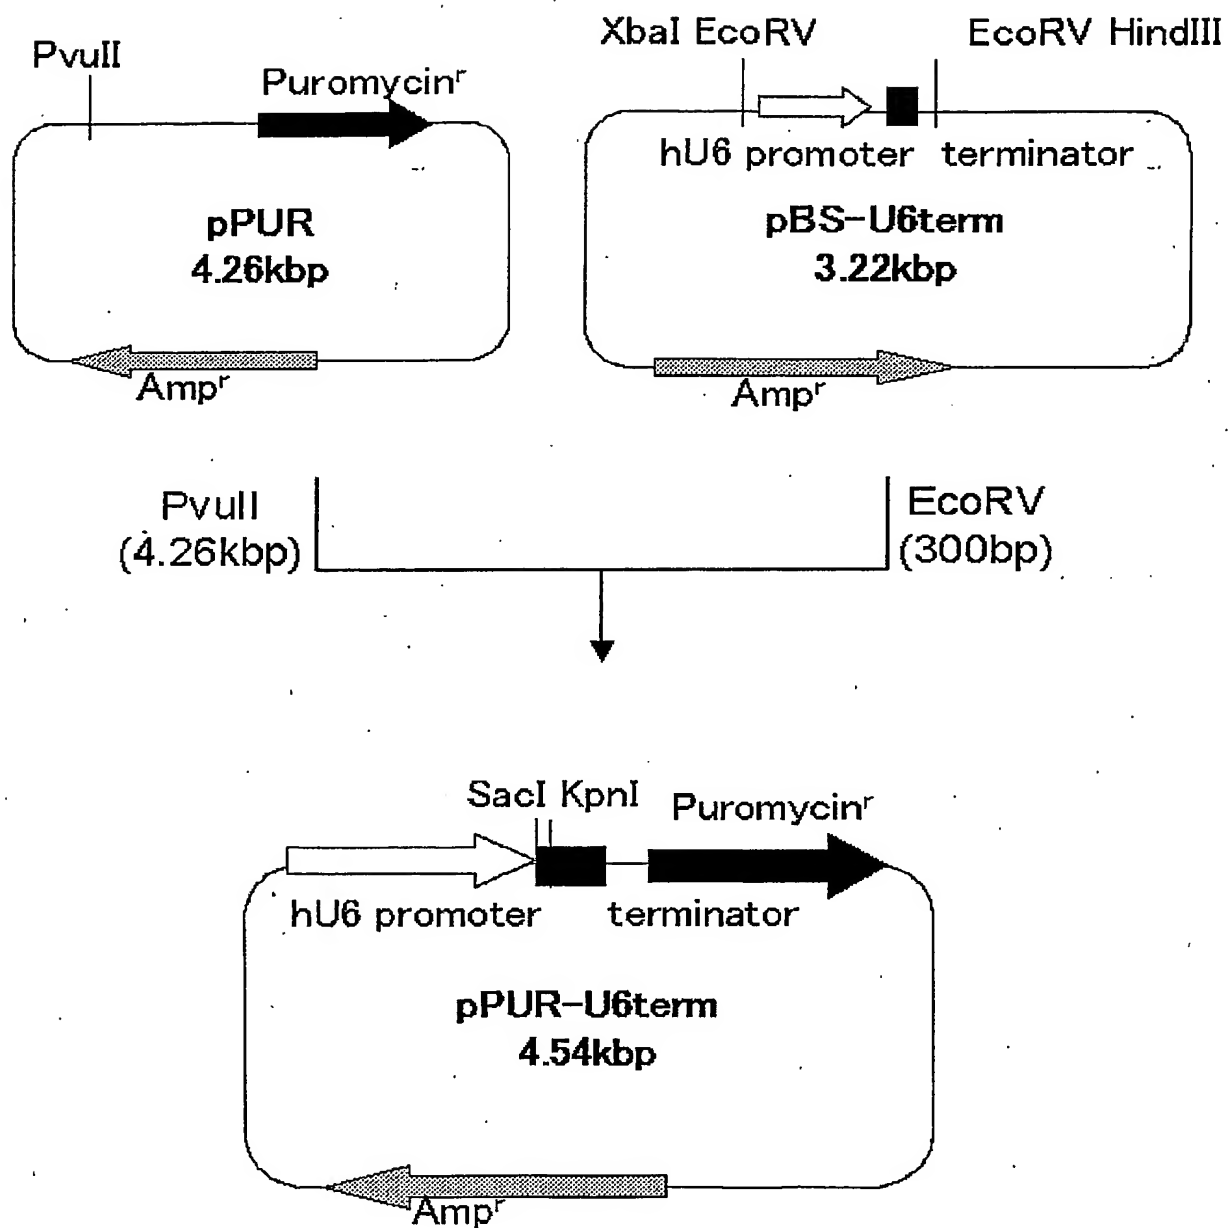 PvuII
Puromycinʳ
pPUR
4.26kbp
Ampʳ
XbaI EcoRV
EcoRV HindIII
hU6 promoter terminator
pBS-U6term
3.22kbp
Ampʳ
PvuII
(4.26kbp)
EcoRV
(300bp)
SacI KpnI
Puromycinʳ
hU6 promoter terminator
pPUR-U6term
4.54kbp
Ampʳ